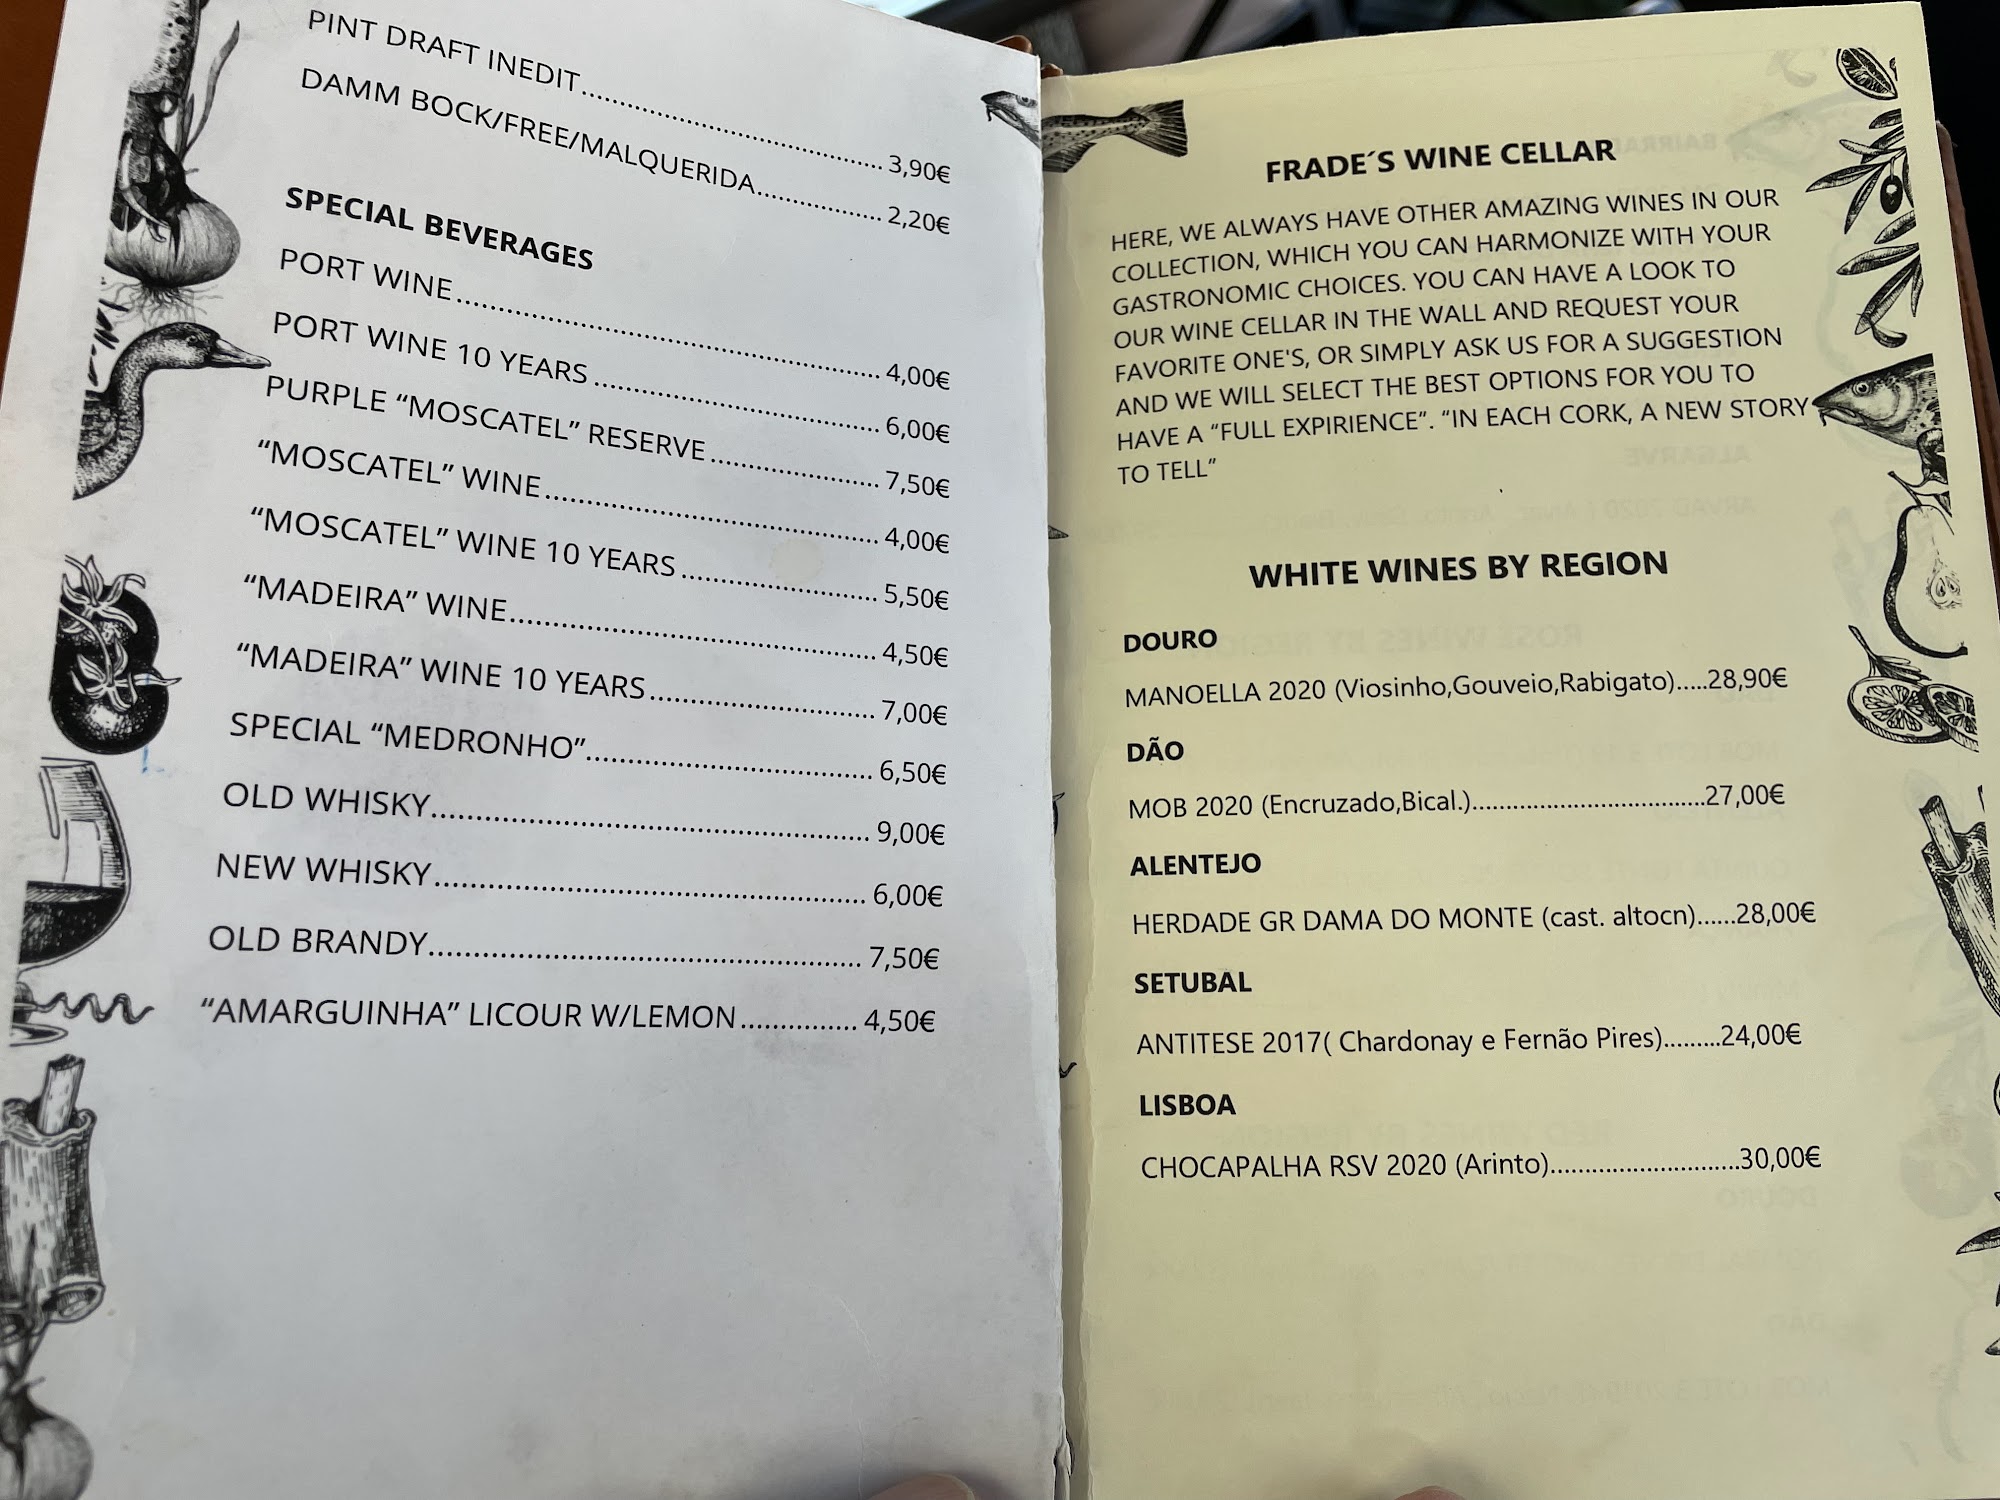 PINT DRAFT INEDIT..........3,90€
DAMM BOCK/FREE/MALQUERIDA..........2,20€
SPECIAL BEVERAGES
PORT WINE..........4,00€
PORT WINE 10 YEARS..........6,00€
PURPLE “MOSCATEL” RESERVE..........7,50€
“MOSCATEL” WINE..........4,00€
“MOSCATEL” WINE 10 YEARS..........5,50€
“MADEIRA” WINE..........4,50€
“MADEIRA” WINE 10 YEARS..........7,00€
SPECIAL “MEDRONHO”..........6,50€
OLD WHISKY..........9,00€
NEW WHISKY..........6,00€
OLD BRANDY..........7,50€
“AMARGUINHA” LICOUR W/LEMON..........4,50€
FRADE´S WINE CELLAR
HERE, WE ALWAYS HAVE OTHER AMAZING WINES IN OUR
COLLECTION, WHICH YOU CAN HARMONIZE WITH YOUR
GASTRONOMIC CHOICES. YOU CAN HAVE A LOOK TO
OUR WINE CELLAR IN THE WALL AND REQUEST YOUR
FAVORITE ONE'S, OR SIMPLY ASK US FOR A SUGGESTION
AND WE WILL SELECT THE BEST OPTIONS FOR YOU TO
HAVE A “FULL EXPIRIENCE”. “IN EACH CORK, A NEW STORY
TO TELL”
WHITE WINES BY REGION
DOURO
MANOELLA 2020 (Viosinho,Gouveio,Rabigato).....28,90€
DÃO
MOB 2020 (Encruzado,Bical.)..........27,00€
ALENTEJO
HERDADE GR DAMA DO MONTE (cast. altocn)......28,00€
SETUBAL
ANTITESE 2017( Chardonay e Fernão Pires).........24,00€
LISBOA
CHOCAPALHA RSV 2020 (Arinto)..........30,00€